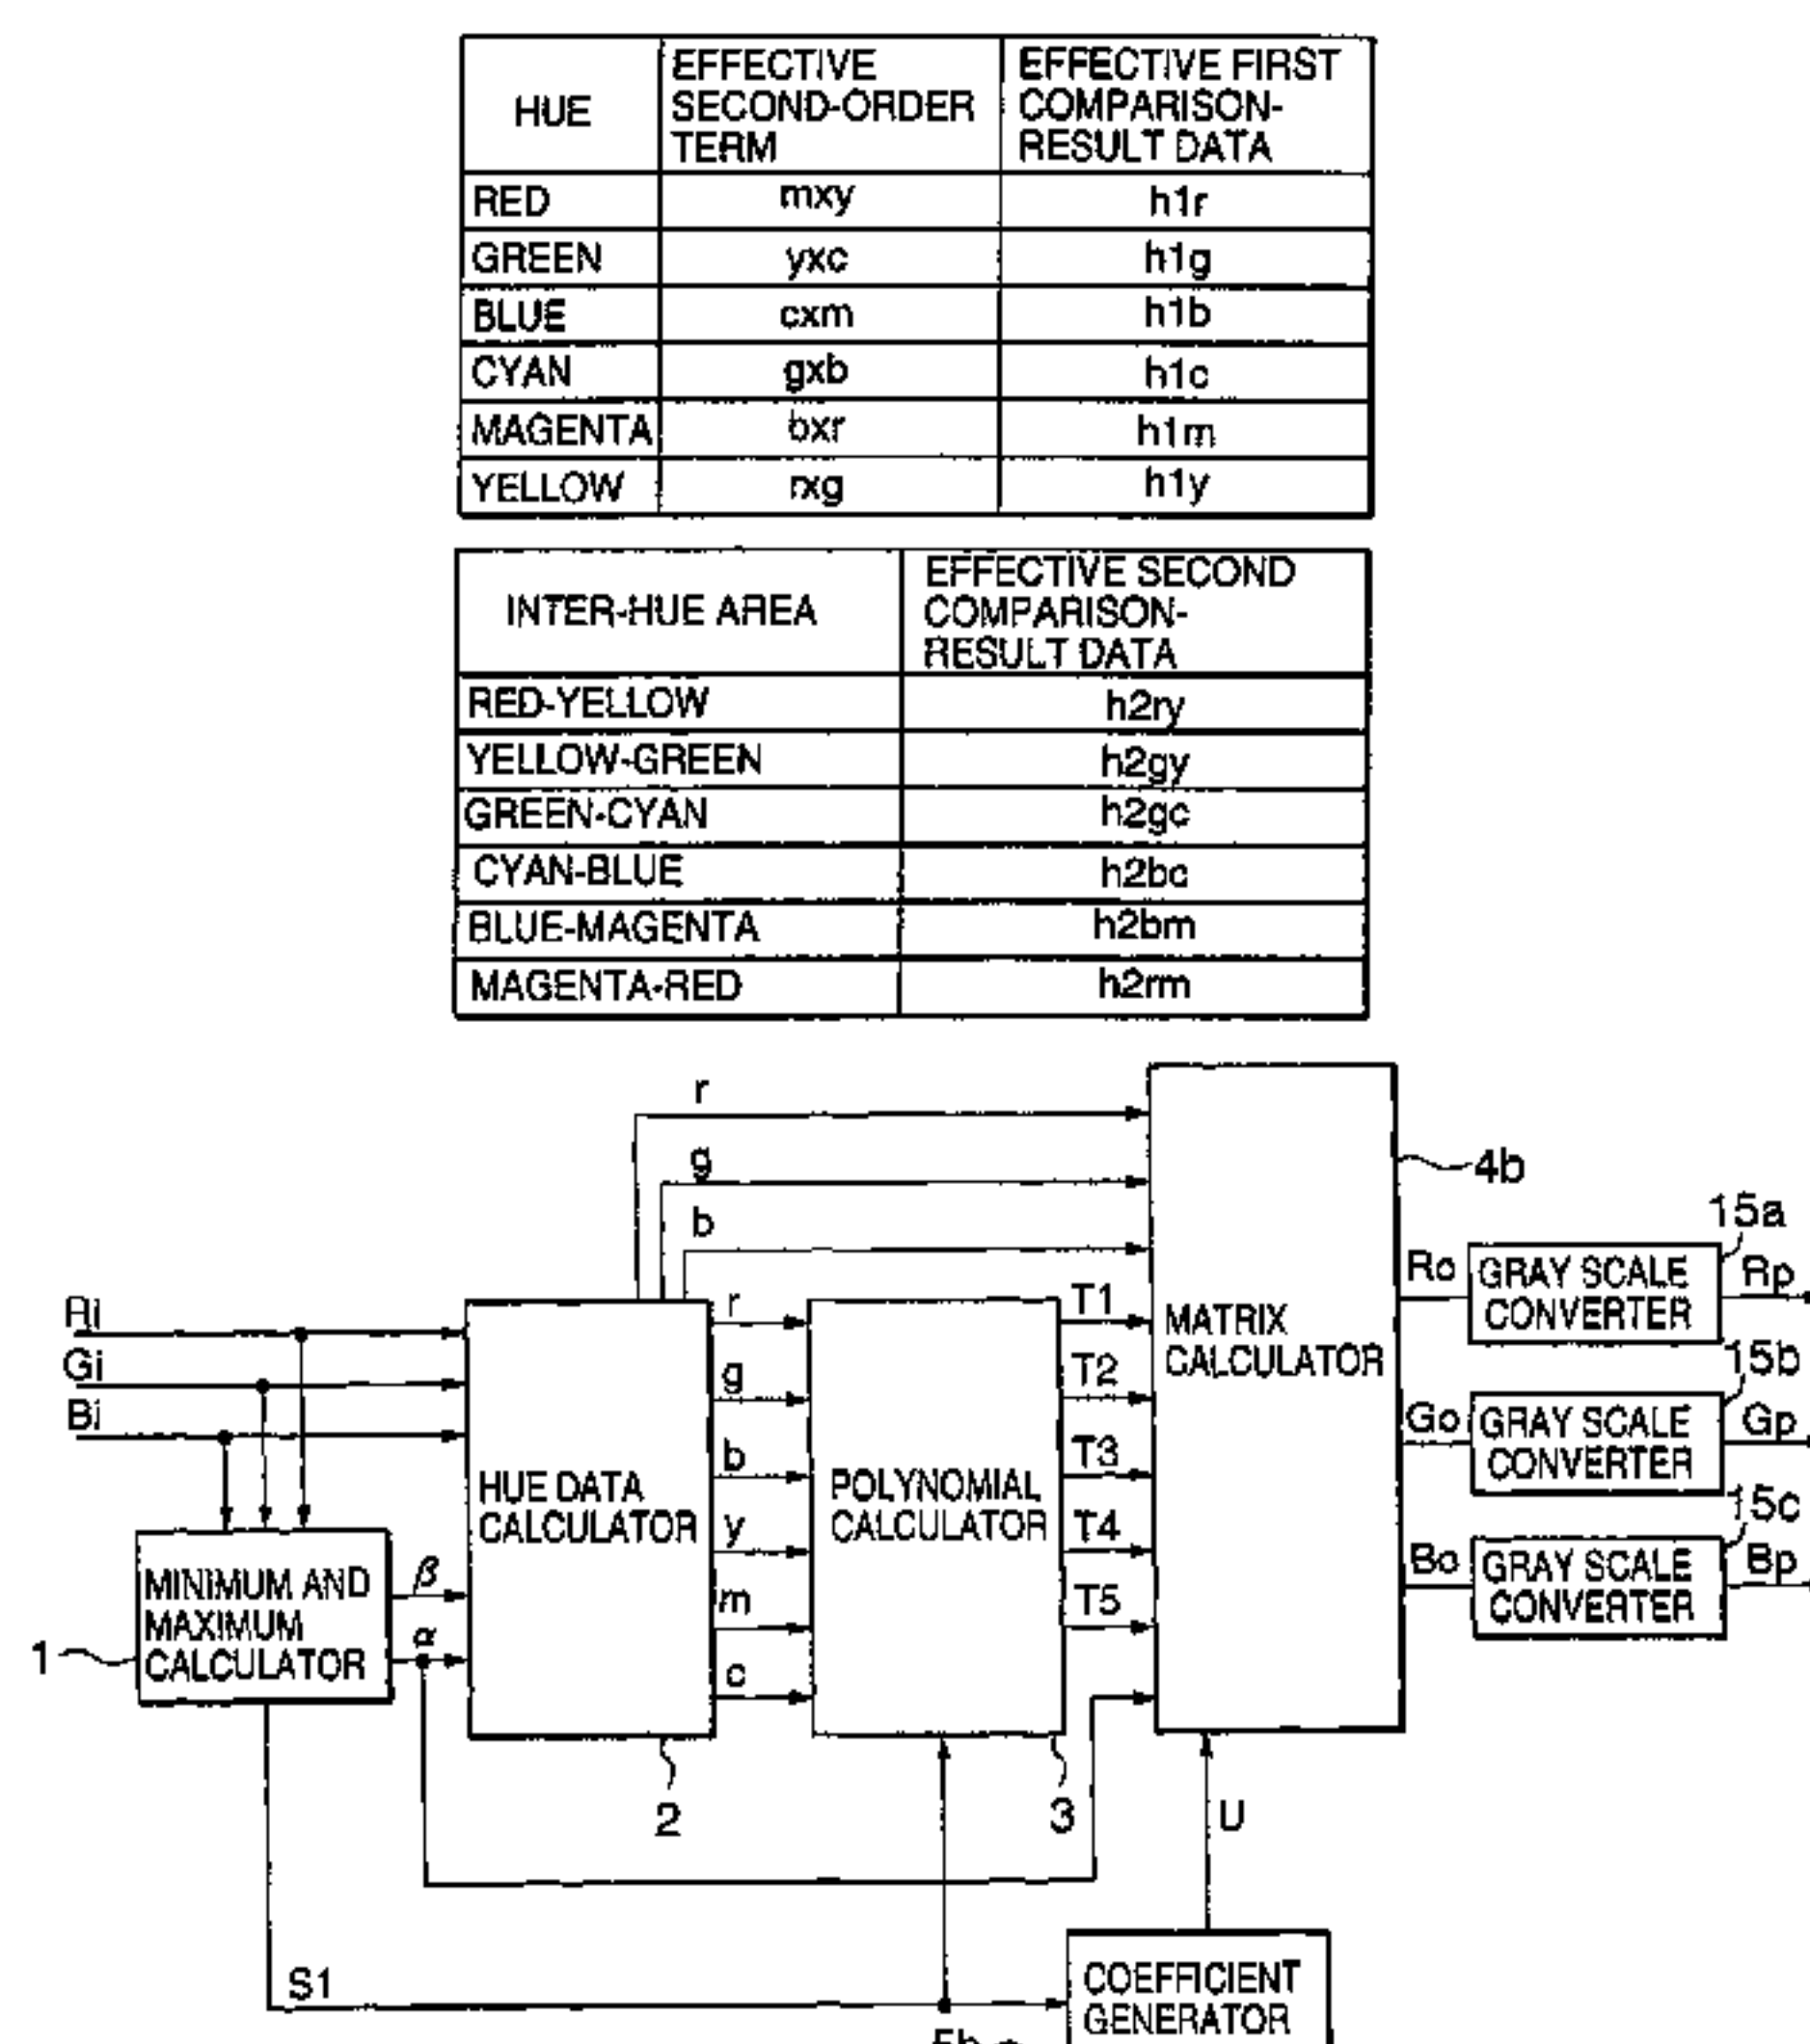 HUE
EFFECTIVE
SECOND-ORDER
TERM
EFFECTIVE FIRST
COMPARISON-
RESULT DATA
RED mxy h1r
GREEN yxc h1g
BLUE cxm h1b
CYAN gxb h1c
MAGENTA bxr h1m
YELLOW rxg h1y
INTER-HUE AREA
EFFECTIVE SECOND
COMPARISON-
RESULT DATA
RED-YELLOW h2ry
YELLOW-GREEN h2gy
GREEN-CYAN h2gc
CYAN-BLUE h2bc
BLUE-MAGENTA h2bm
MAGENTA-RED h2rm
r
g
b
4b
15a
Ri
Gi
Bi
r
g
b
y
m
c
T1
T2
T3
T4
T5
MATRIX
CALCULATOR
Ro
GRAY SCALE
CONVERTER
Rp
15b
Go
GRAY SCALE
CONVERTER
Gp
15c
Bo
GRAY SCALE
CONVERTER
Bp
HUE DATA
CALCULATOR
POLYNOMIAL
CALCULATOR
MINIMUM AND
MAXIMUM
CALCULATOR
β
α
1
2
3
U
S1
COEFFICIENT
GENERATOR